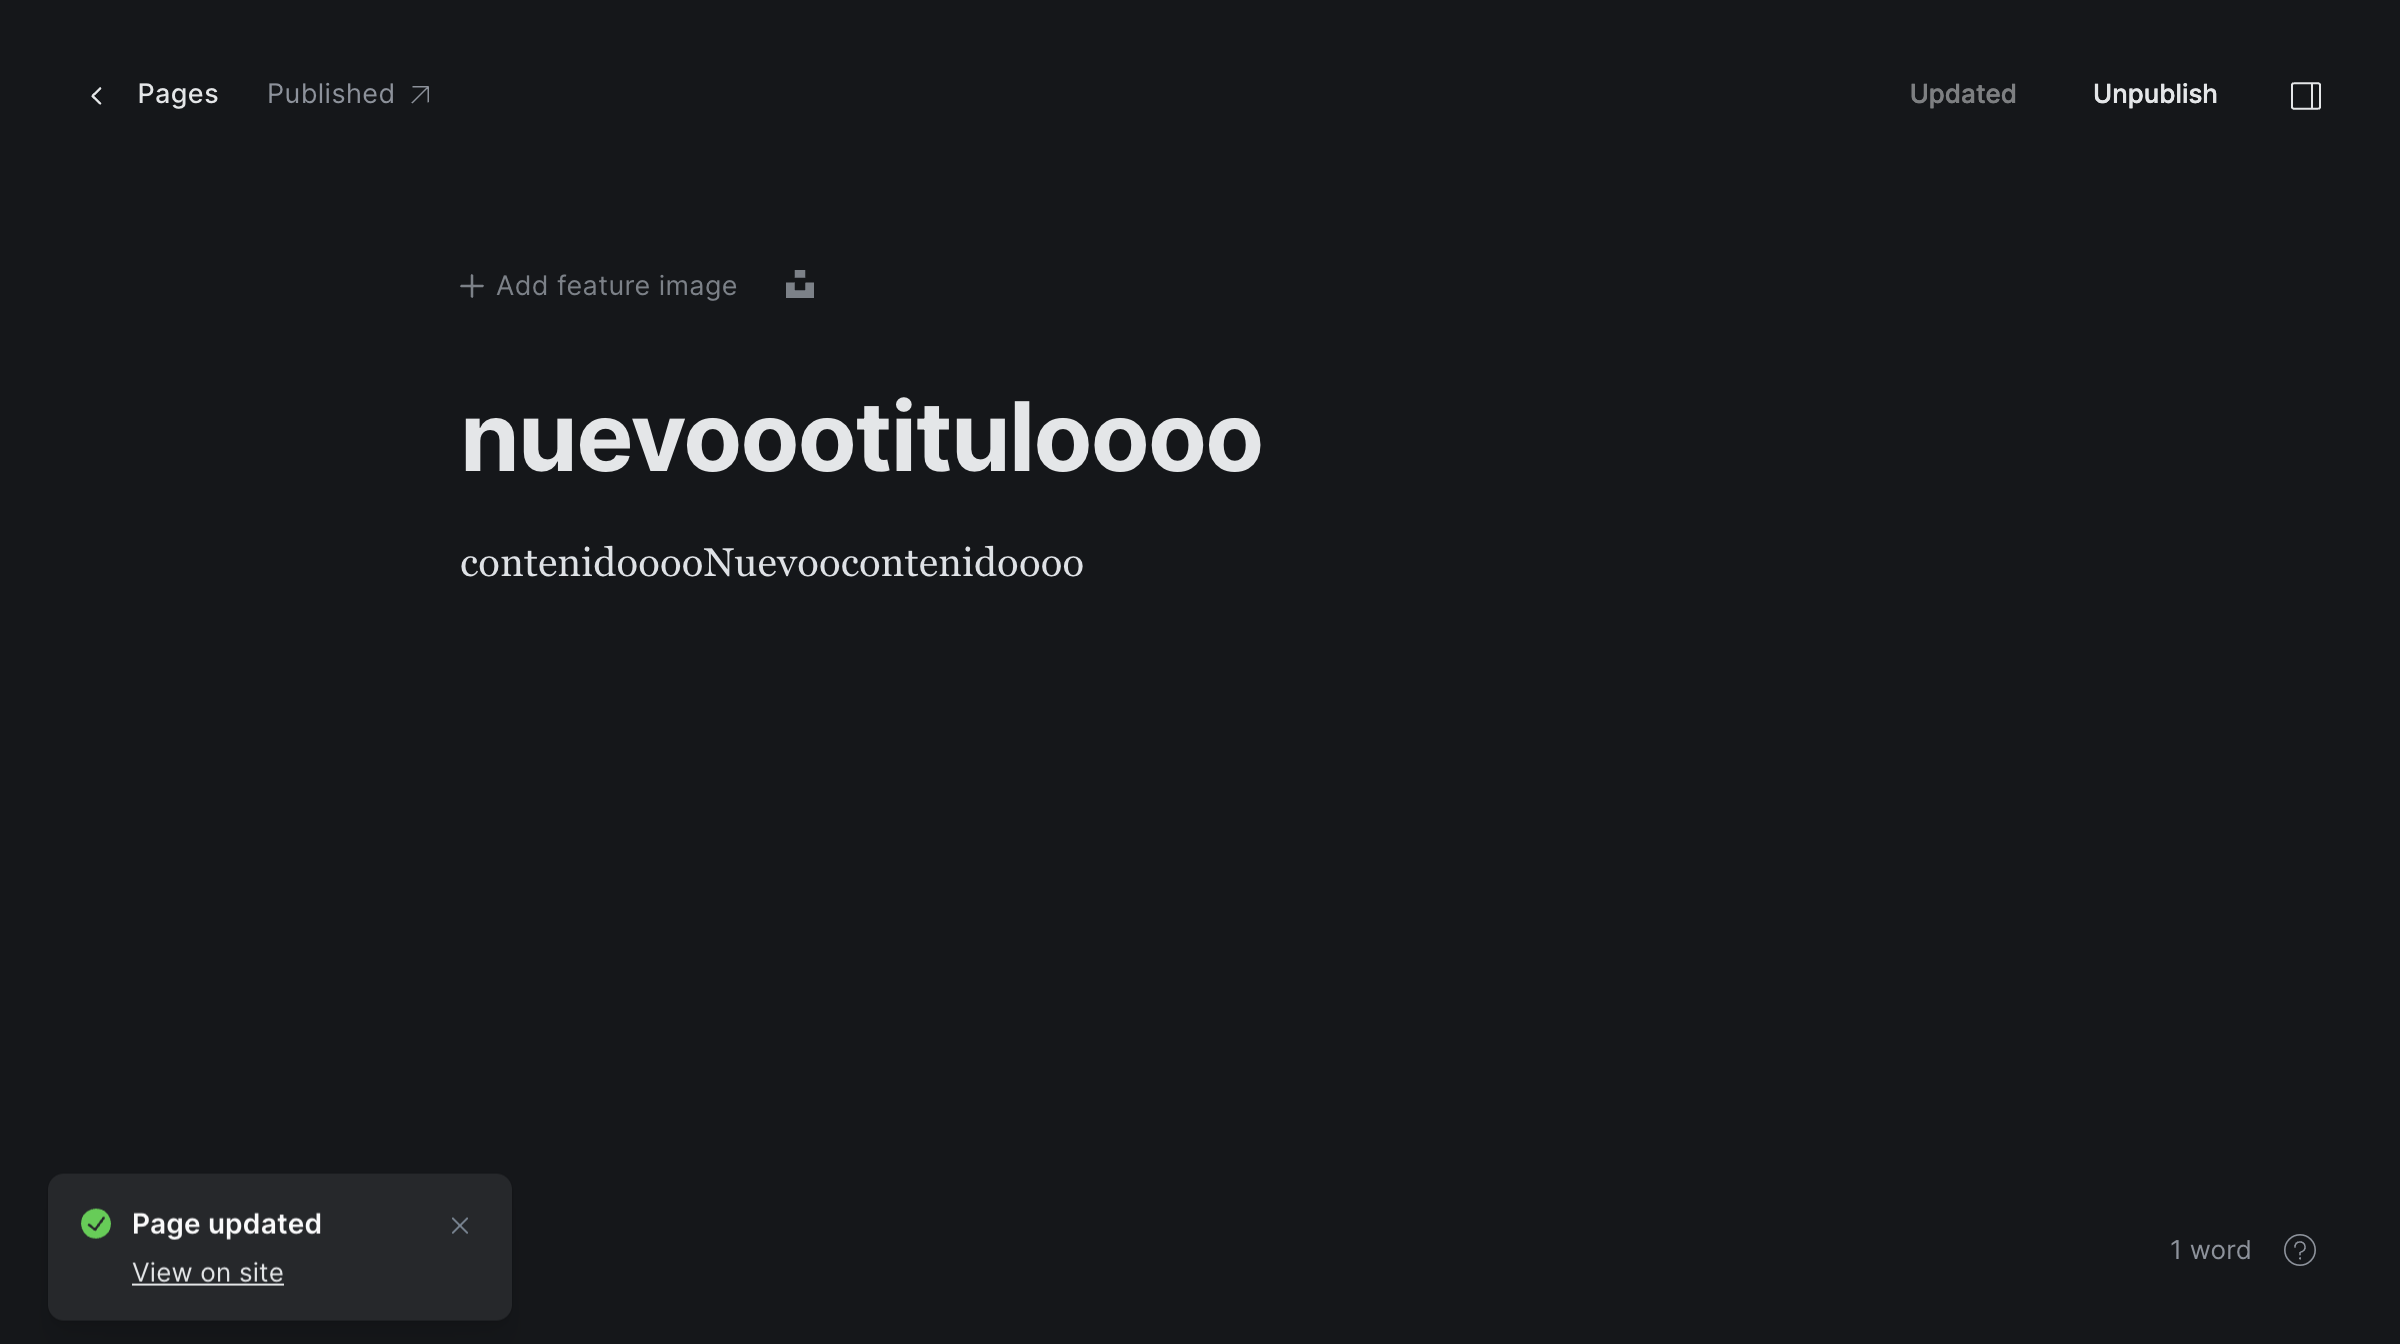 Pages
Published
Updated
Unpublish
Add feature image
nuevoootituloooo
contenidooooNuevoocontenidoooo
Page updated
View on site
1 word